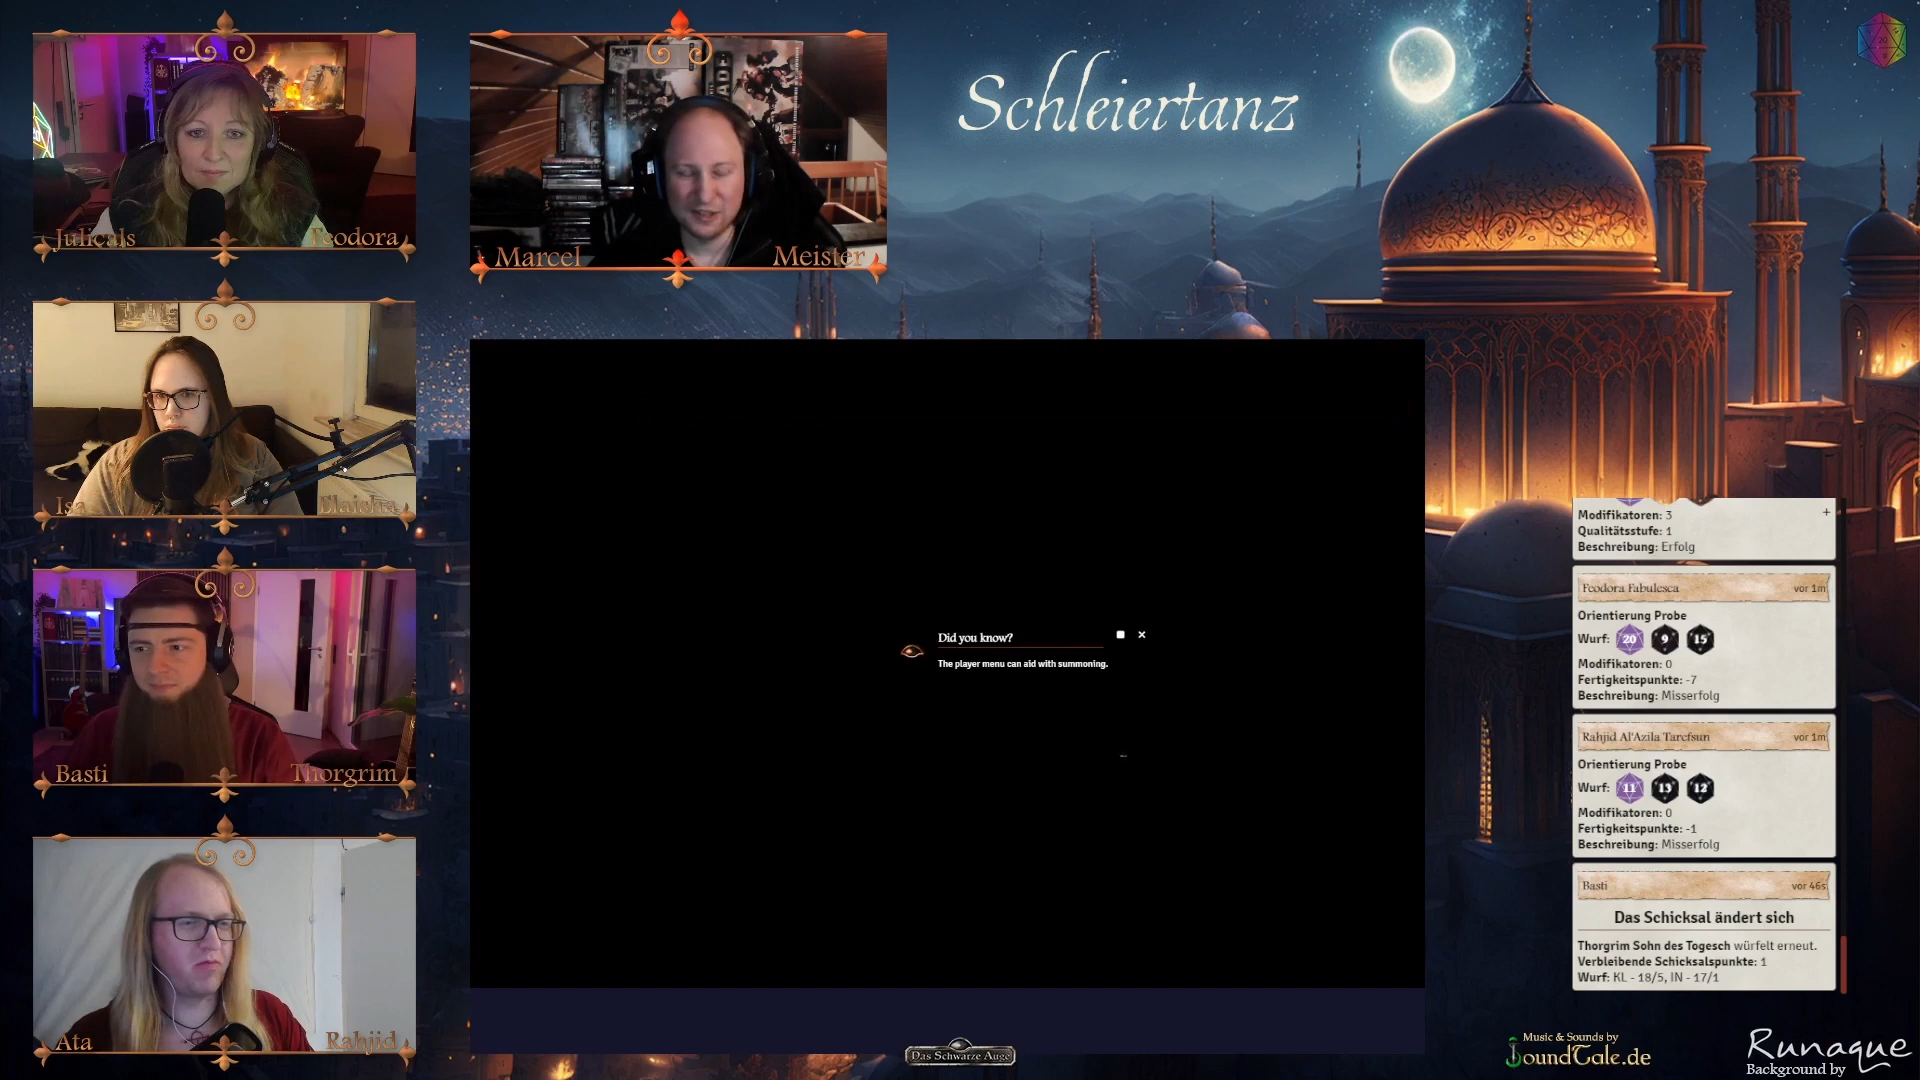 Julicals
Feodora
Marcel
Meister
Schleiertanz
Isa
Elaisha
Basti
Thorgrim
Ata
Rahjid
Did you know?
The player menu can aid with summoning.
Das Schwarze Auge
Modifikatoren: 3
Qualitätsstufe: 1
Beschreibung: Erfolg
Feodora Fabulesca
vor 1m
Orientierung Probe
Wurf: 20 9 15
Modifikatoren: 0
Fertigkeitspunkte: -7
Beschreibung: Misserfolg
Rahjid Al'Azila Tarefsun
vor 1m
Orientierung Probe
Wurf: 11 13 12
Modifikatoren: 0
Fertigkeitspunkte: -1
Beschreibung: Misserfolg
Basti
vor 46s
Das Schicksal ändert sich
Thorgrim Sohn des Togesch würfelt erneut.
Verbleibende Schicksalspunkte: 1
Wurf: KL - 18/5, IN - 17/1
Music & Sounds by
SoundTale.de
Runaque
Background by